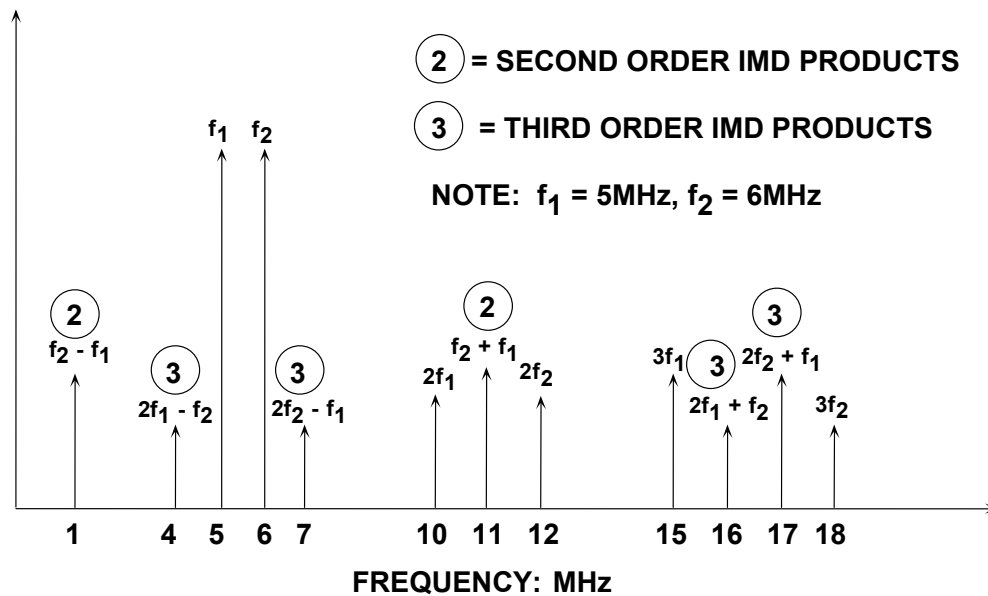 2 = SECOND ORDER IMD PRODUCTS
3 = THIRD ORDER IMD PRODUCTS
NOTE: f1 = 5MHz, f2 = 6MHz
f1 f2
2
f2 - f1
3
2f1 - f2
3
2f2 - f1
2
f2 + f1
2f1
2f2
3
2f2 + f1
3f1
3
2f1 + f2
3f2
1 4 5 6 7 10 11 12 15 16 17 18
FREQUENCY: MHz